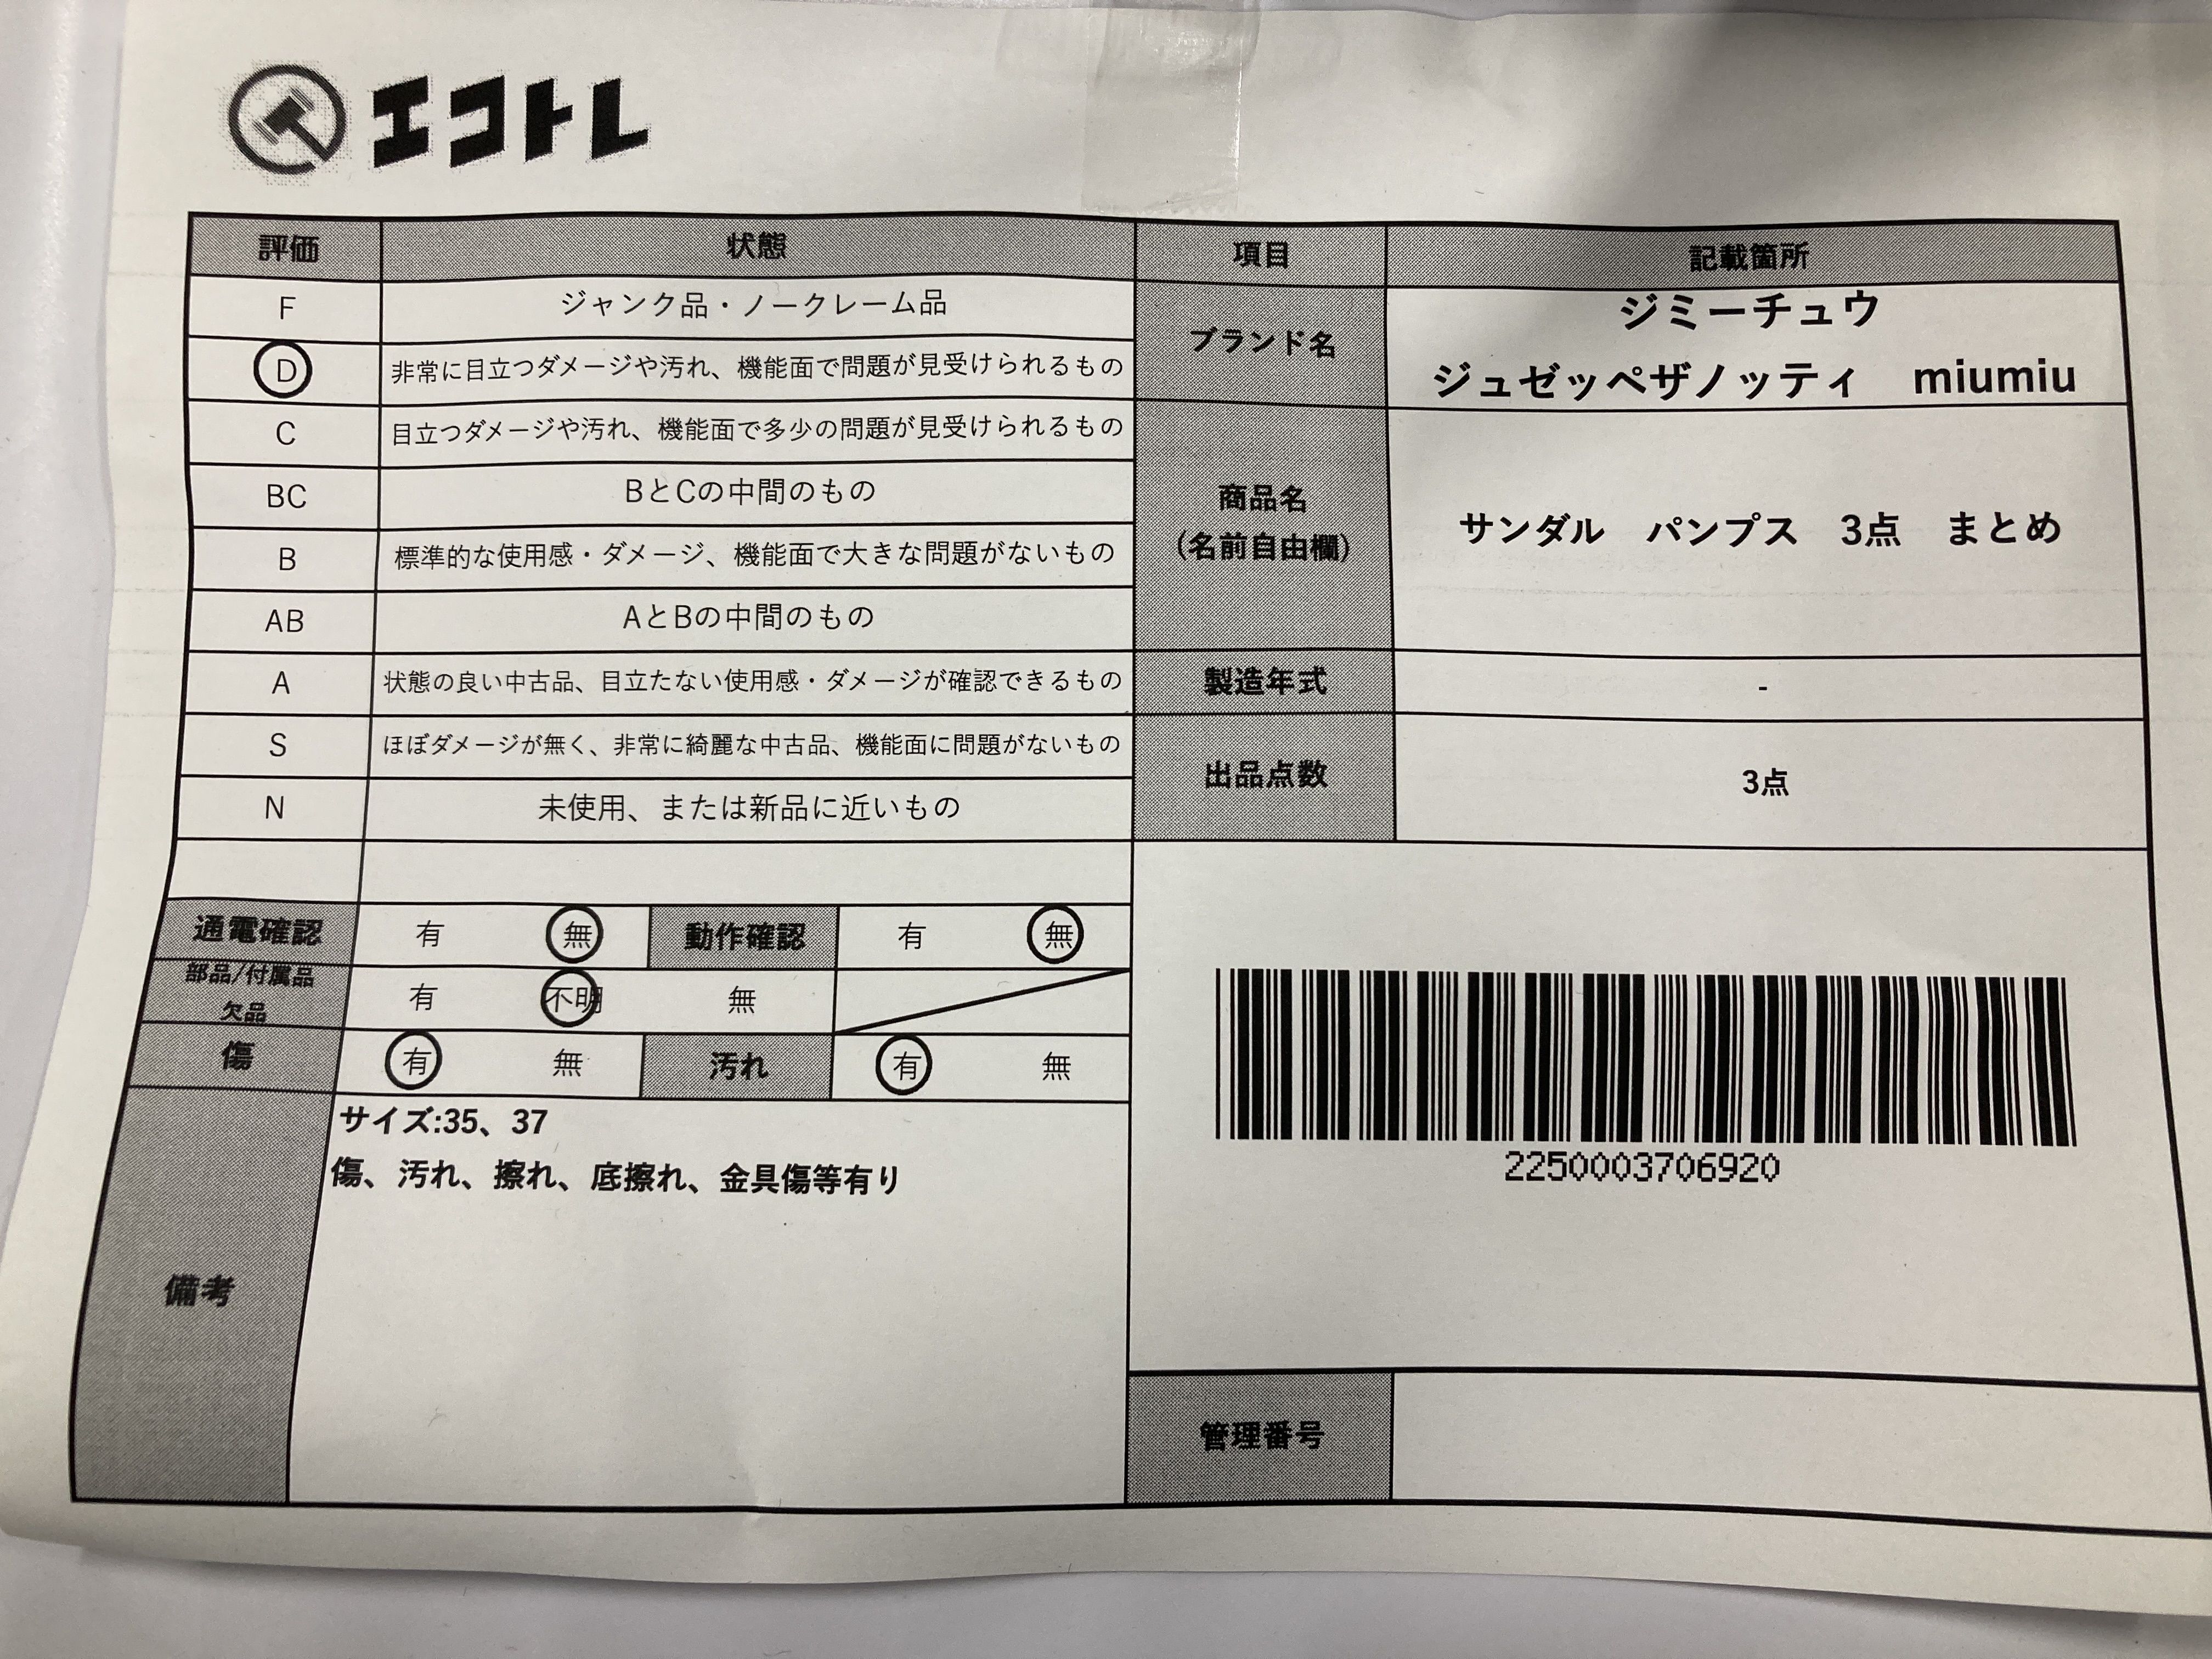 エコトレ
評価 状態
F ジャンク品・ノークレーム品
D 非常に目立つダメージや汚れ、機能面で問題が見受けられるもの
C 目立つダメージや汚れ、機能面で多少の問題が見受けられるもの
BC BとCの中間のもの
B 標準的な使用感・ダメージ、機能面で大きな問題がないもの
AB AとBの中間のもの
A 状態の良い中古品、目立たない使用感・ダメージが確認できるもの
S ほぼダメージが無く、非常に綺麗な中古品、機能面に問題がないもの
N 未使用、または新品に近いもの
通電確認 有 無 動作確認 有 無
部品/付属品
欠品
有 不明 無
傷 有 無 汚れ 有 無
備考
サイズ:35、37
傷、汚れ、擦れ、底擦れ、金具傷等有り
項目 記載箇所
ブランド名
ジミーチュウ
ジュゼッペザノッティ miumiu
商品名
(名前自由欄)
サンダル パンプス 3点 まとめ
製造年式 -
出品点数 3点
2250003706920
管理番号